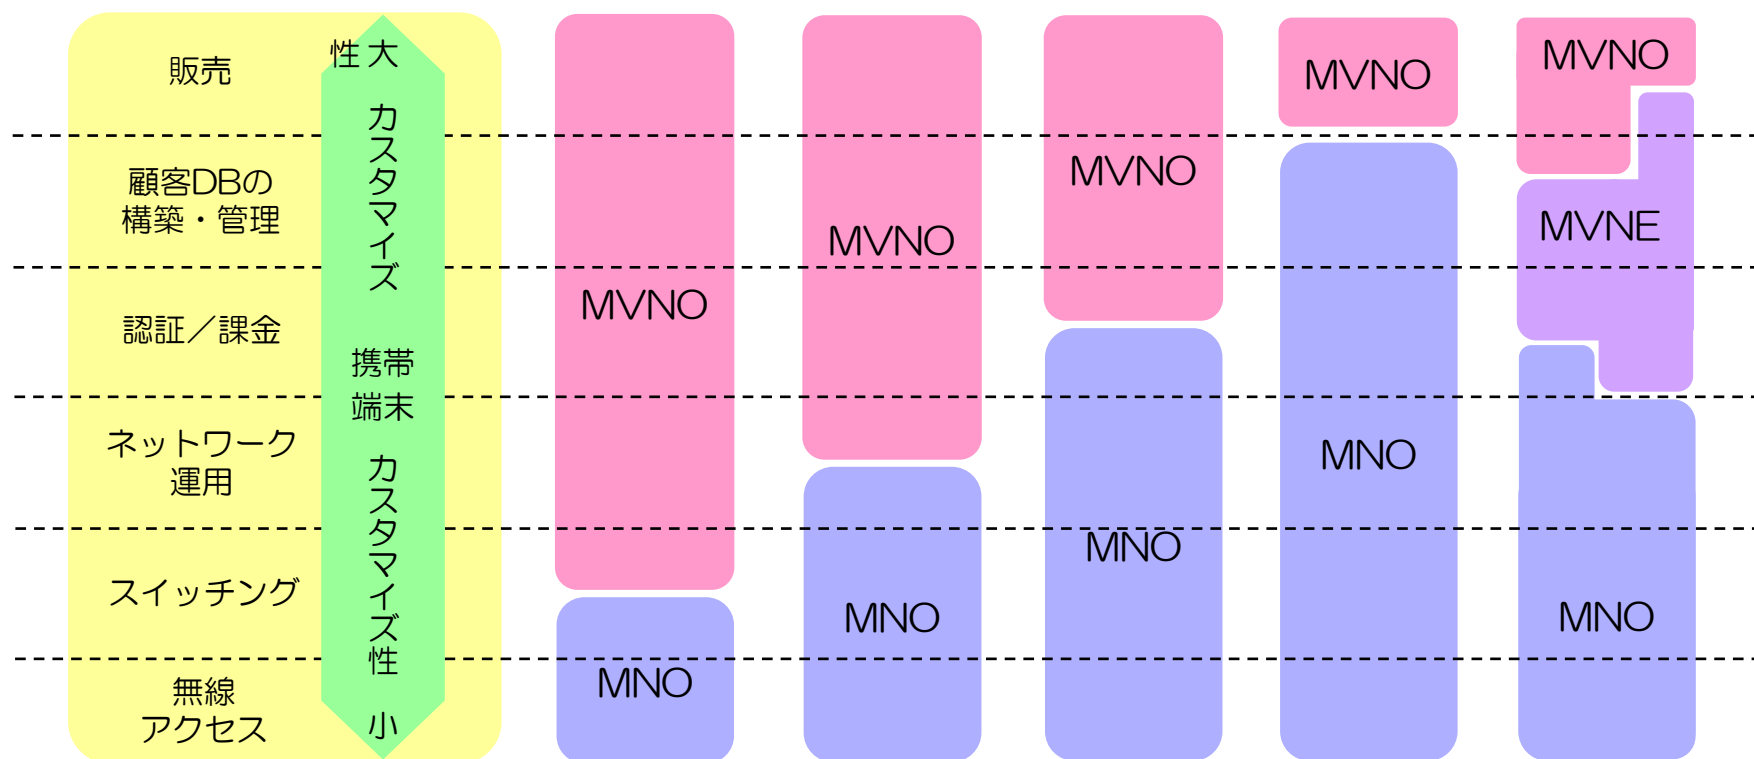 販売
顧客DBの
構築・管理
認証／課金
ネットワーク
運用
スイッチング
無線
アクセス
性
大
カスタマイズ
携帯
端末
カスタマイズ性
小
MVNO
MNO
MVNO
MNO
MVNO
MNO
MVNO
MNO
MVNO
MVNE
MNO